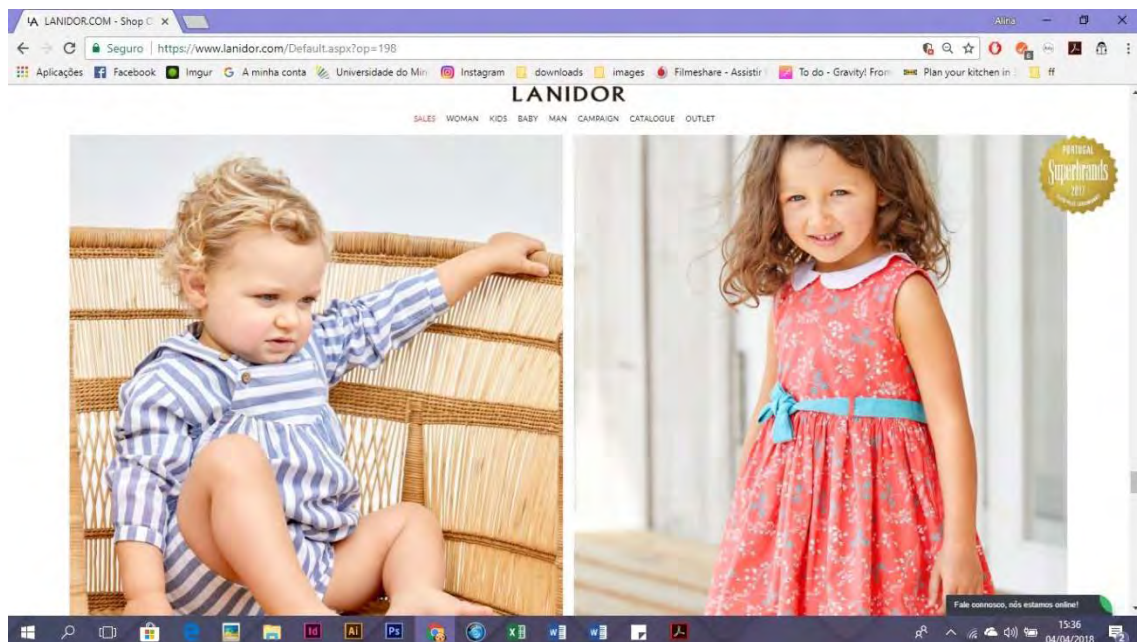 LANIDOR.COM - Shop
Alina
Seguro | https://www.lanidor.com/Default.aspx?op=198
Aplicações Facebook Imgur A minha conta Universidade do Min Instagram downloads images Filmeshare - Assistir To do - Gravity! From Plan your kitchen in ff
LANIDOR
SALES WOMAN KIDS BABY MAN CAMPAIGN CATALOGUE OUTLET
PORTUGAL
Superbrands
2017
Fale connosco, nós estamos online!
Id Ai Ps
15:36
04/04/2018